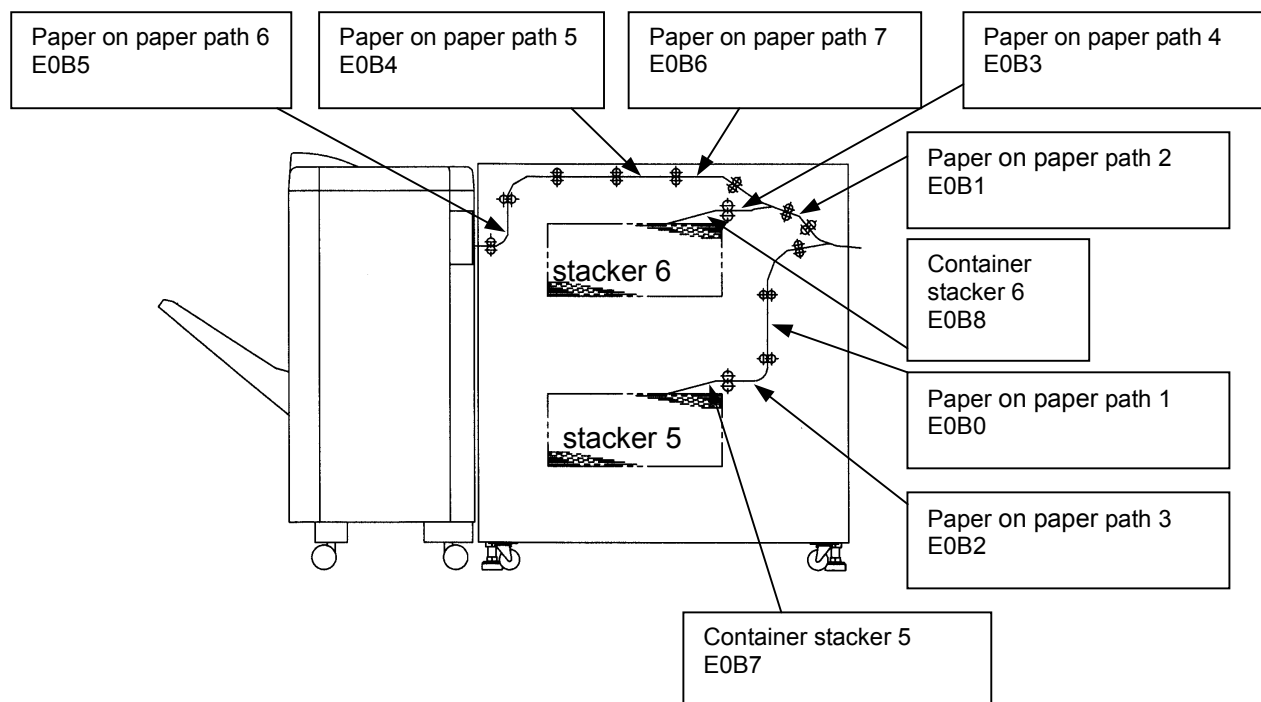 Paper on paper path 6
E0B5
Paper on paper path 5
E0B4
Paper on paper path 7
E0B6
Paper on paper path 4
E0B3
Paper on paper path 2
E0B1
Container
stacker 6
E0B8
Paper on paper path 1
E0B0
Paper on paper path 3
E0B2
Container stacker 5
E0B7
stacker 6
stacker 5